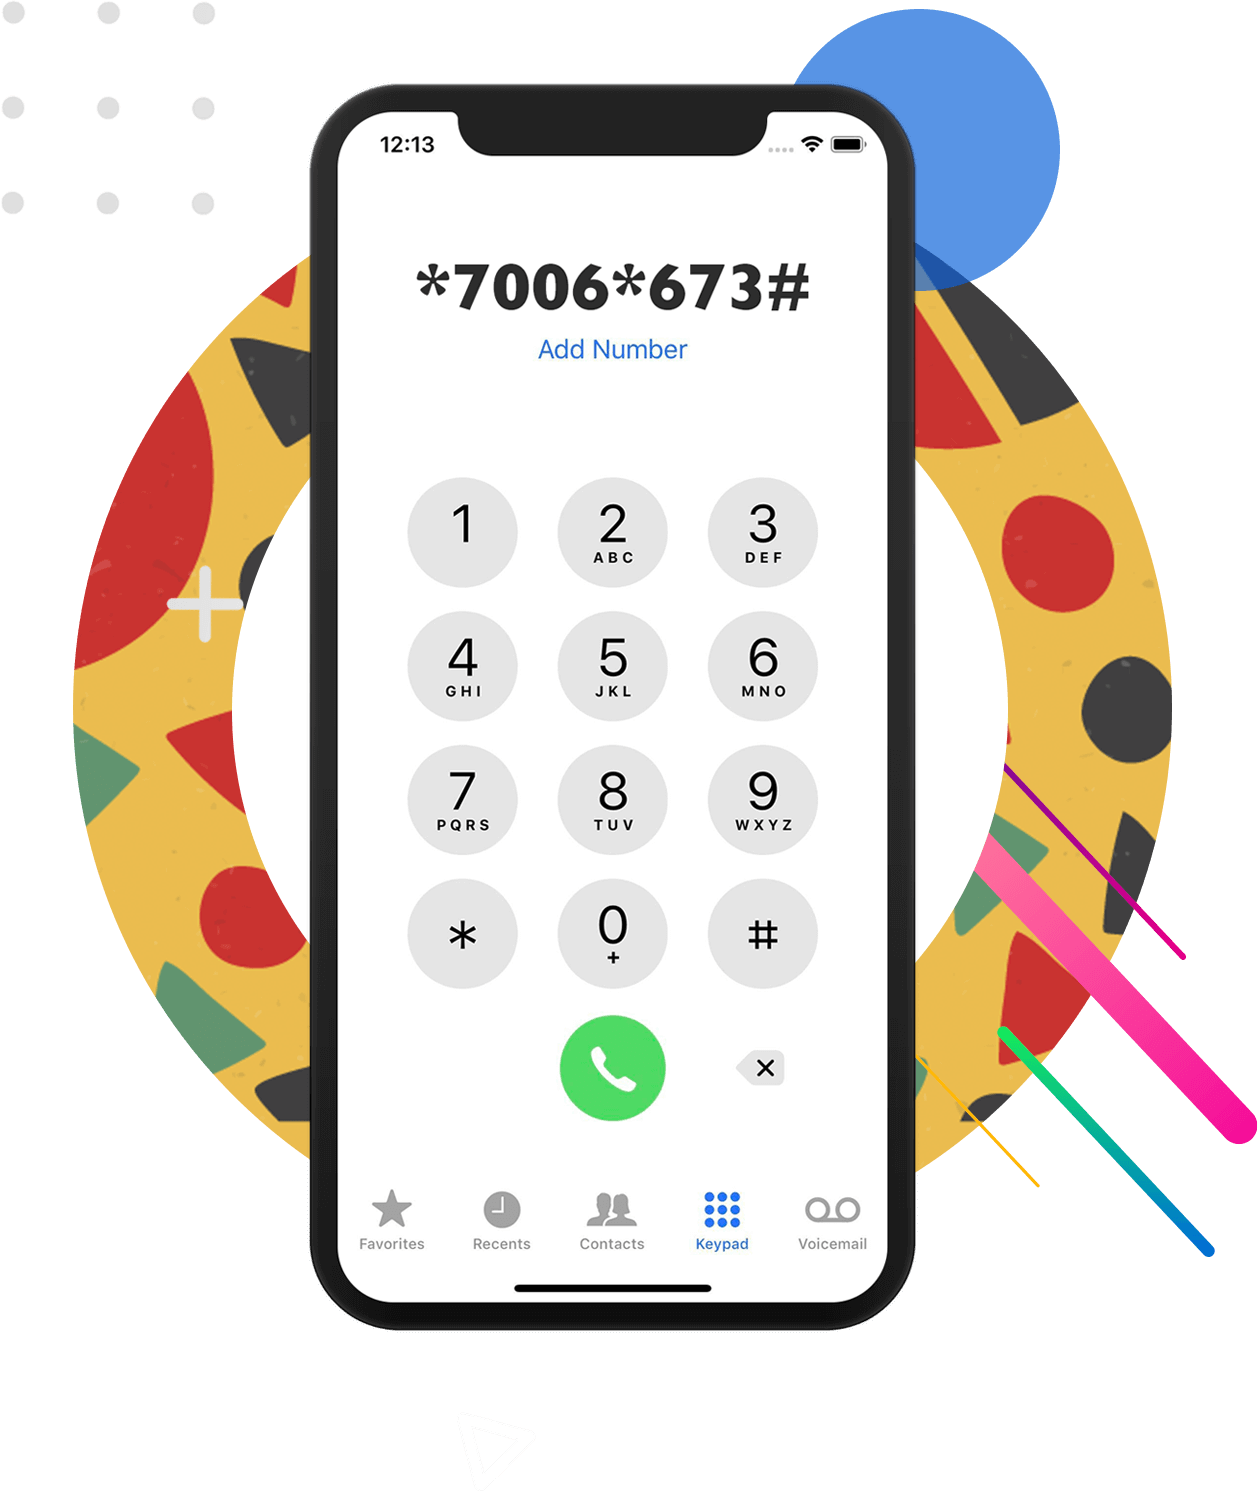 12:13
*7006*673#
Add Number
1 2 3
ABC DEF
4 5 6
GHI JKL MNO
7 8 9
PQRS TUV WXYZ
* 0 #
+
Favorites Recents Contacts Keypad Voicemail